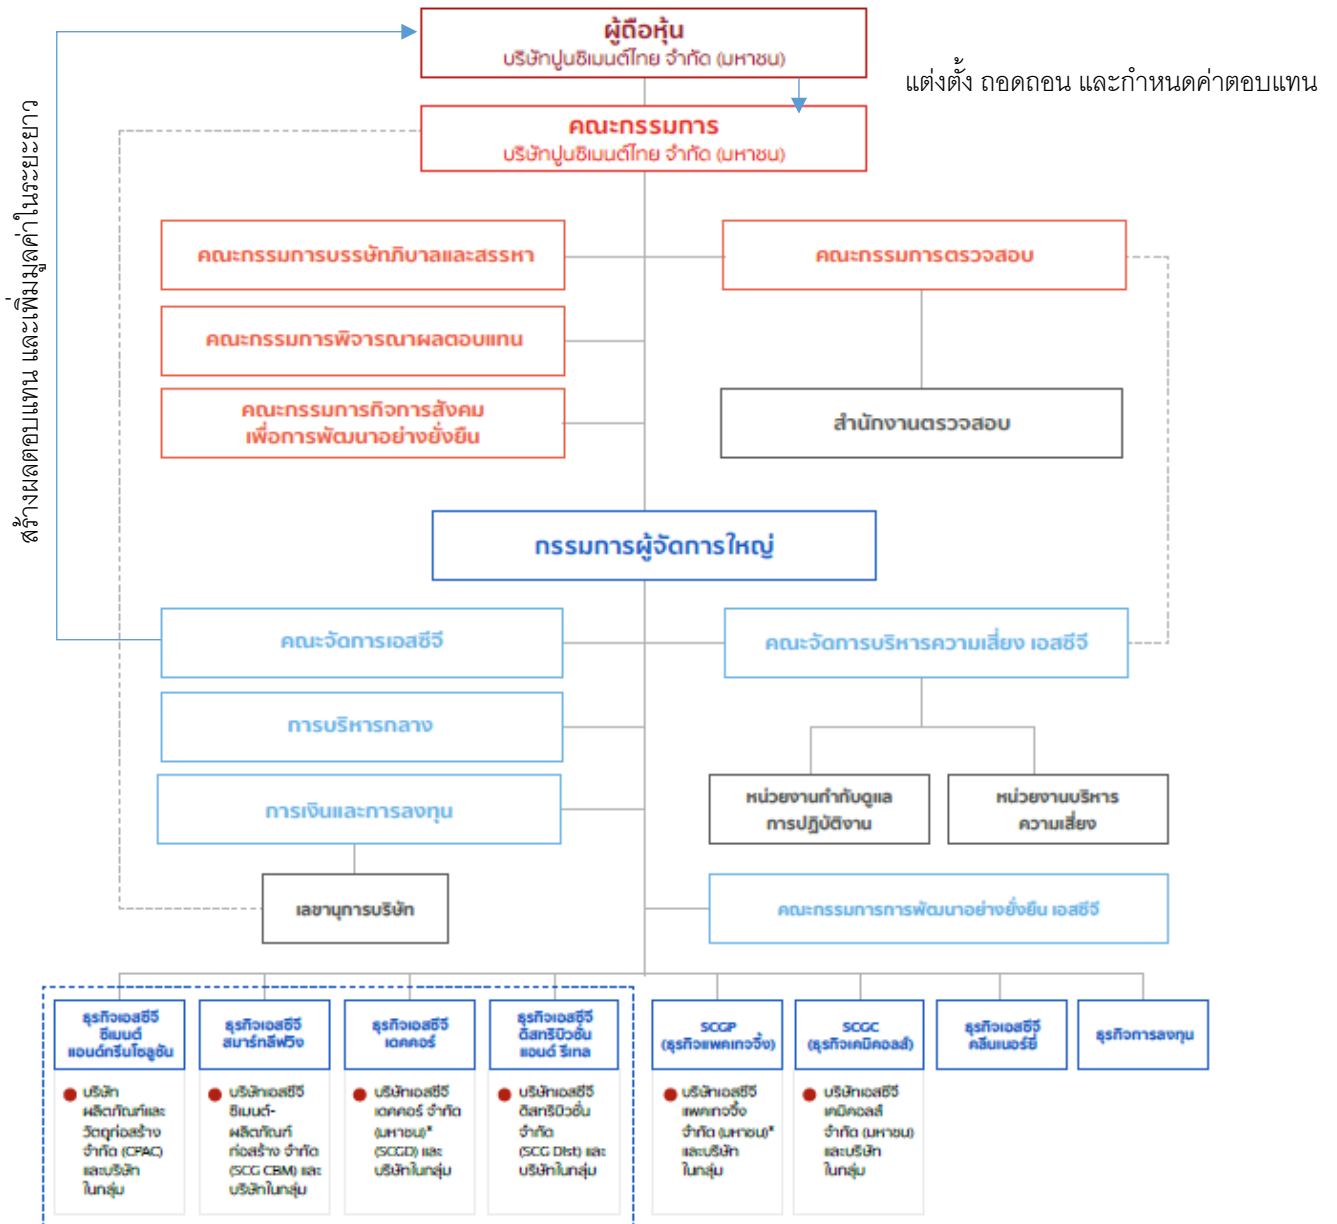 ผู้ถือหุ้น
บริษัทปูนซิเมนต์ไทย จำกัด (มหาชน)
แต่งตั้ง ถอดถอน และกำหนดค่าตอบแทน
คณะกรรมการ
บริษัทปูนซิเมนต์ไทย จำกัด (มหาชน)
สร้างผลตอบแทน และเพิ่มมูลค่าในระยะยาว
คณะกรรมการบรรษัทภิบาลและสรรหา
คณะกรรมการตรวจสอบ
คณะกรรมการพิจารณาผลตอบแทน
คณะกรรมการกิจการสังคม
เพื่อการพัฒนาอย่างยั่งยืน
สำนักงานตรวจสอบ
กรรมการผู้จัดการใหญ่
คณะจัดการเอสซีจี
คณะจัดการบริหารความเสี่ยง เอสซีจี
การบริหารกลาง
การเงินและการลงทุน
หน่วยงานกำกับดูแล
การปฏิบัติงาน
หน่วยงานบริหาร
ความเสี่ยง
เลขานุการบริษัท
คณะกรรมการการพัฒนาอย่างยั่งยืน เอสซีจี
ธุรกิจเอสซีจี
ซีเมนต์
แอนด์กรีนโซลูชัน
ธุรกิจเอสซีจี
สมาร์ทลีฟวิง
ธุรกิจเอสซีจี
เดคคอร์
ธุรกิจเอสซีจี
ดิสทริบิวชั่น
แอนด์ รีเทล
SCGP
(ธุรกิจแพคเกจจิ้ง)
SCGC
(ธุรกิจเคมิคอลส์)
ธุรกิจเอสซีจี
คลีนเนอร์ยี่
ธุรกิจการลงทุน
บริษัท
ผลิตภัณฑ์และ
วัตถุก่อสร้าง
จำกัด (CPAC)
และบริษัท
ในกลุ่ม
บริษัทเอสซีจี
ซิเมนต์-
ผลิตภัณฑ์
ก่อสร้าง จำกัด
(SCG CBM) และ
บริษัทในกลุ่ม
บริษัทเอสซีจี
เดคคอร์ จำกัด
(มหาชน)*
(SCGD) และ
บริษัทในกลุ่ม
บริษัทเอสซีจี
ดิสทริบิวชั่น
จำกัด
(SCG Dist) และ
บริษัทในกลุ่ม
บริษัทเอสซีจี
แพคเกจจิ้ง
จำกัด (มหาชน)*
และบริษัท
ในกลุ่ม
บริษัทเอสซีจี
เคมิคอลส์
จำกัด (มหาชน)
และบริษัท
ในกลุ่ม